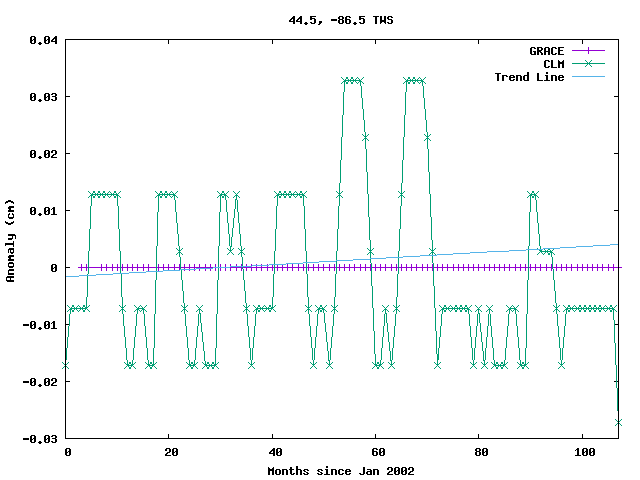 44.5, -86.5 TWS
GRACE
CLM
Trend Line
0.04
0.03
0.02
0.01
0
-0.01
-0.02
-0.03
Anomaly (cm)
0 20 40 60 80 100
Months since Jan 2002